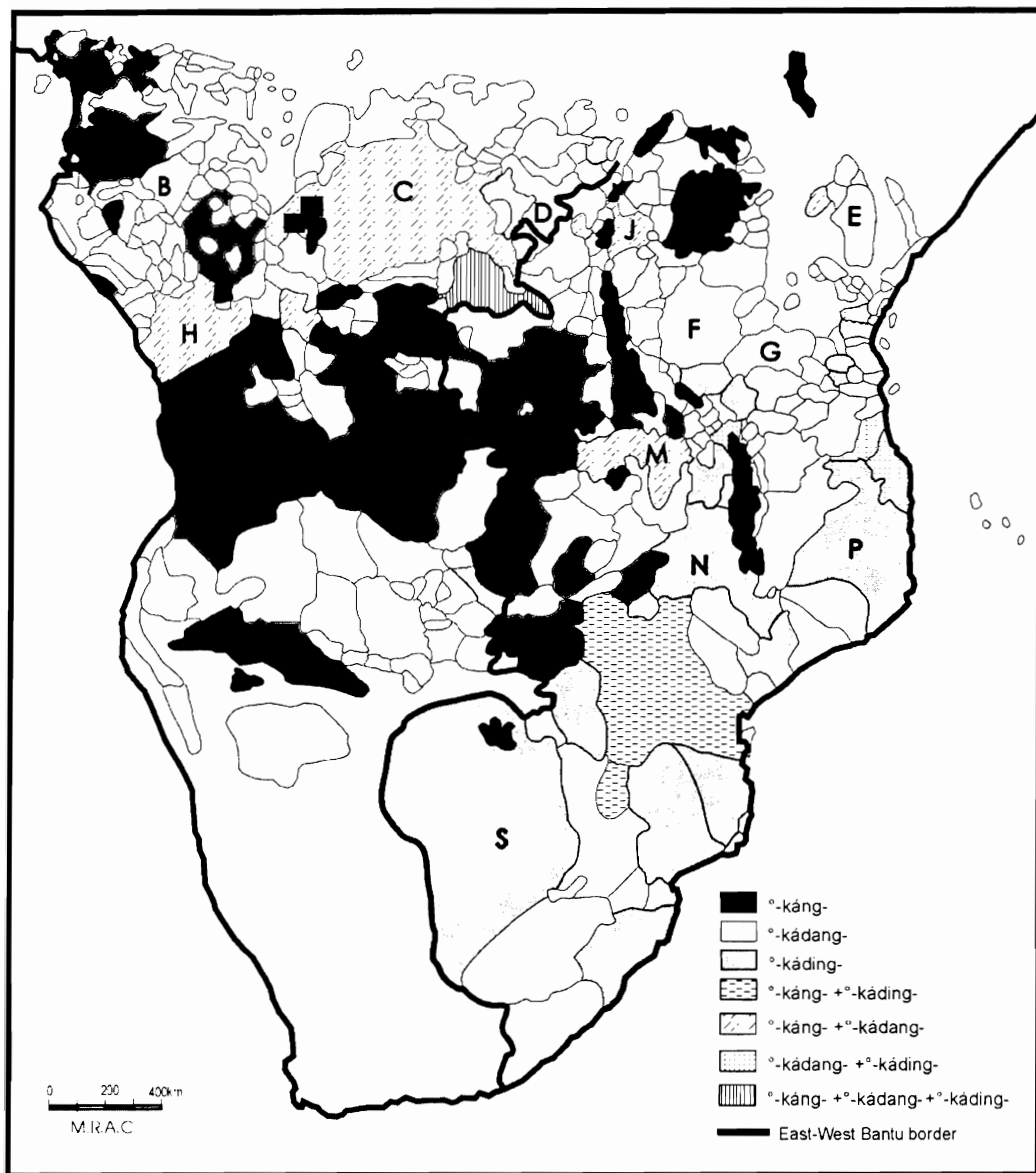 B
C
D
E
J
H
F
G
M
N
P
S
°-káng-
°-kádang-
°-káding-
°-káng- +°-káding-
°-káng- +°-kádang-
°-kádang- +°-káding-
°-káng- +°-kádang- +°-káding-
East-West Bantu border
0 200 400km
M.R.A.C